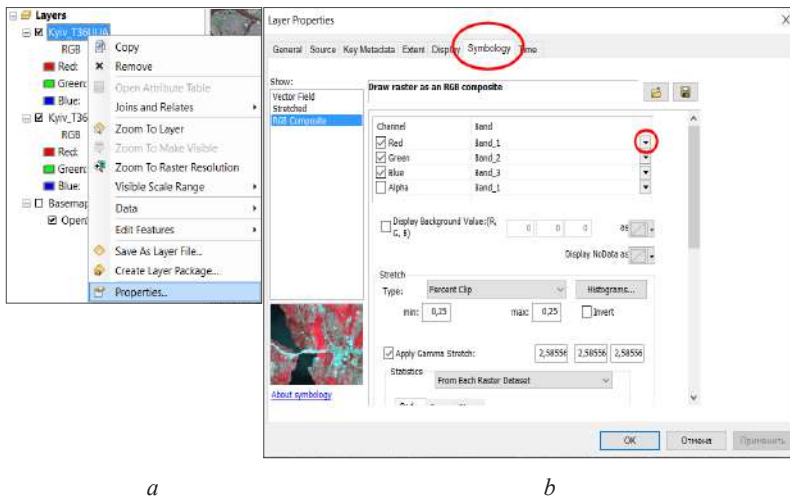 Layers
Kyiv_T36UUA
RGB
Red:
Green:
Blue:
Kyiv_T36
RGB
Red:
Green:
Blue:
Basemap
Open
Copy
Remove
Open Attribute Table
Joins and Relates
Zoom To Layer
Zoom To Make Visible
Zoom To Raster Resolution
Visible Scale Range
Data
Edit Features
Save As Layer File...
Create Layer Package...
Properties...
a
Layer Properties
X
General Source Key Metadata Extent Display Symbology Time
Show:
Vector Field
Stretched
RGB Composite
About symbology
Draw raster as an RGB composite
Channel Band
Red Band_1
Green Band_2
Blue Band_3
Alpha Band_1
Display Background Value:(R, G, B) 0 0 0 as
Display NoData as
Stretch
Type: Percent Clip Histograms...
min: 0,25 max: 0,25 Invert
Apply Gamma Stretch: 2,58556 2,58556 2,58556
Statistics
From Each Raster Dataset
OK Отмена Применить
b